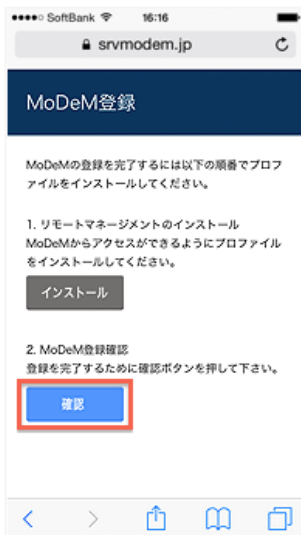 SoftBank 16:16
srvmodem.jp
MoDeM登録
MoDeMの登録を完了するには以下の順番でプロフ
ァイルをインストールしてください。
1. リモートマネージメントのインストール
MoDeMからアクセスができるようにプロファイル
をインストールしてください。
インストール
2. MoDeM登録確認
登録を完了するために確認ボタンを押して下さい。
確認